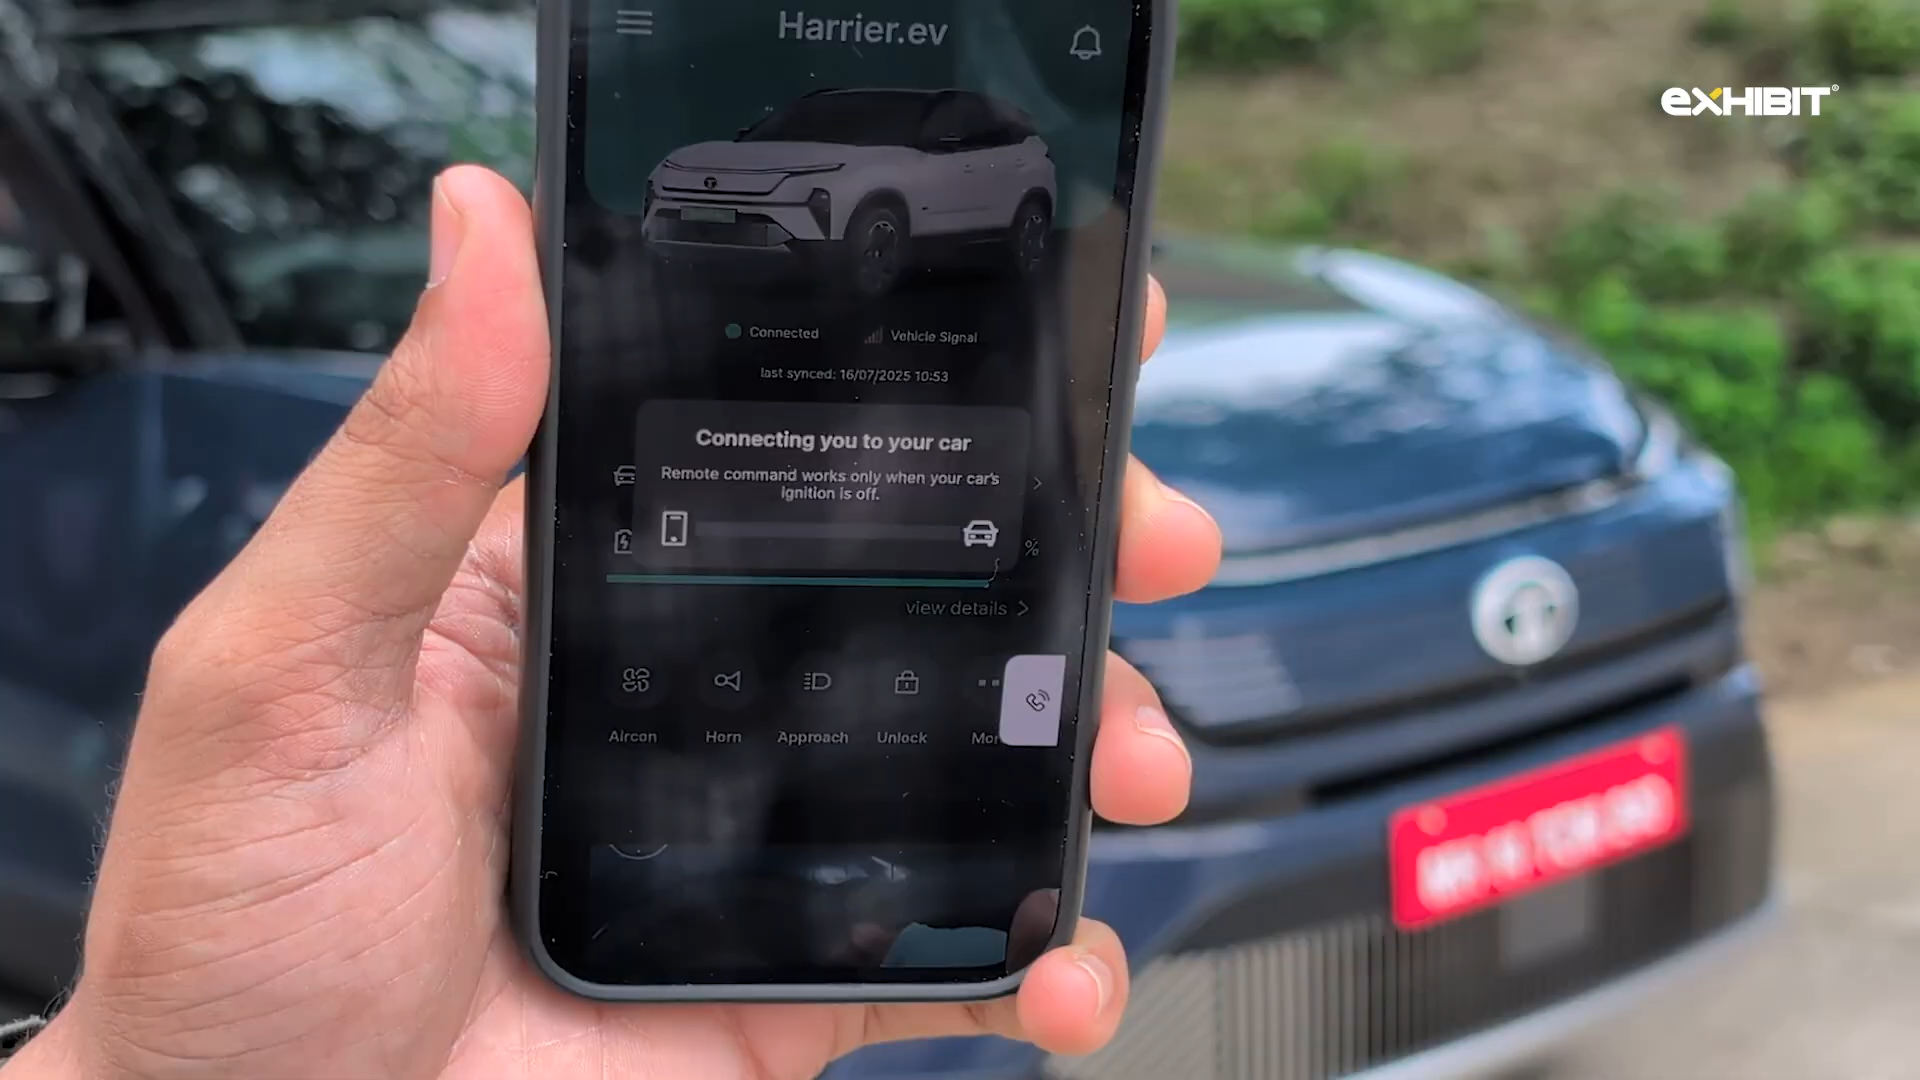 Harrier.ev
EXHIBIT
Connected
Vehicle Signal
last synced: 16/07/2025 10:53
Connecting you to your car
Remote command works only when your car's
Ignition is off.
%
view details
Aircon
Horn
Approach
Unlock